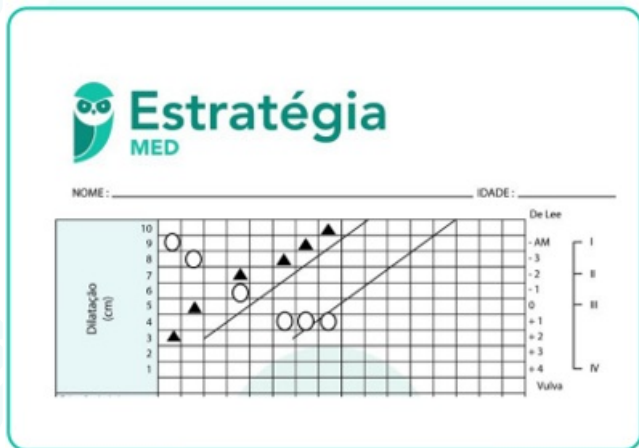 Estratégia
MED
NOME : IDADE :
De Lee
10
9 - AM I
8 - 3
7 - 2 II
6 - 1
5 0 III
4 + 1
3 + 2
2 + 3
1 + 4 IV
Vulva
Dilatação
(cm)